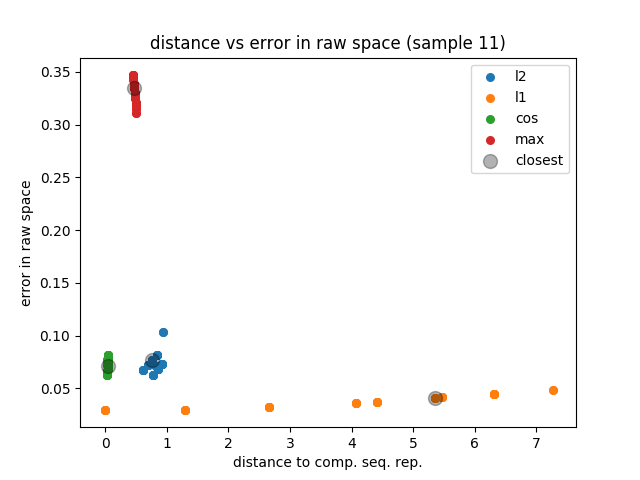 distance vs error in raw space (sample 11)
l2
l1
cos
max
closest
error in raw space
0.35
0.30
0.25
0.20
0.15
0.10
0.05
0 1 2 3 4 5 6 7
distance to comp. seq. rep.